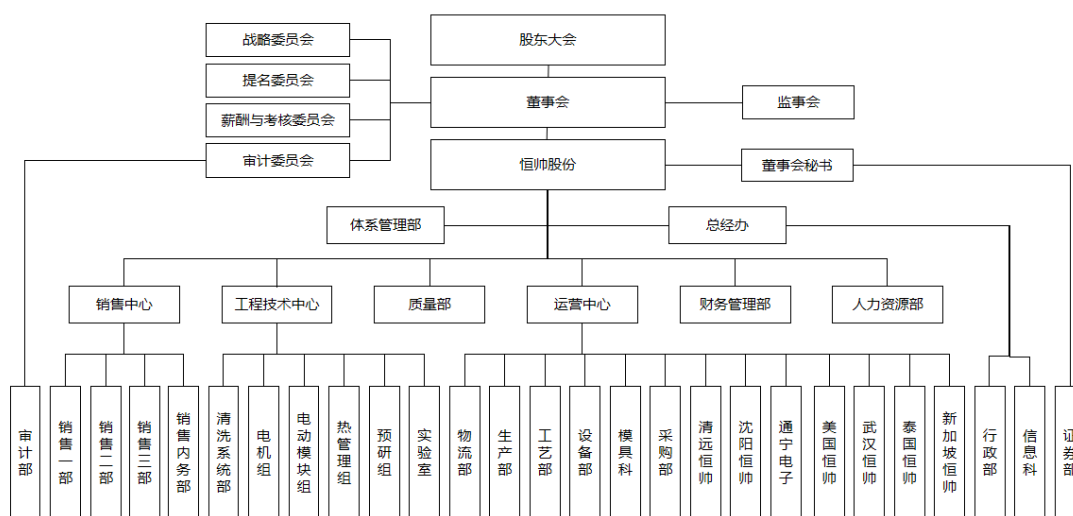 战略委员会
股东大会
提名委员会
董事会
监事会
薪酬与考核委员会
审计委员会
恒帅股份
董事会秘书
体系管理部
总经办
销售中心
工程技术中心
质量部
运营中心
财务管理部
人力资源部
审计部
销售一部
销售二部
销售三部
销售内务部
清洗系统部
电机组
电动模块组
热管理组
预研组
实验室
物流部
生产部
工艺部
设备部
模具科
采购部
清远恒帅
沈阳恒帅
通宁电子
美国恒帅
武汉恒帅
泰国恒帅
新加坡恒帅
行政部
信息科
证券部